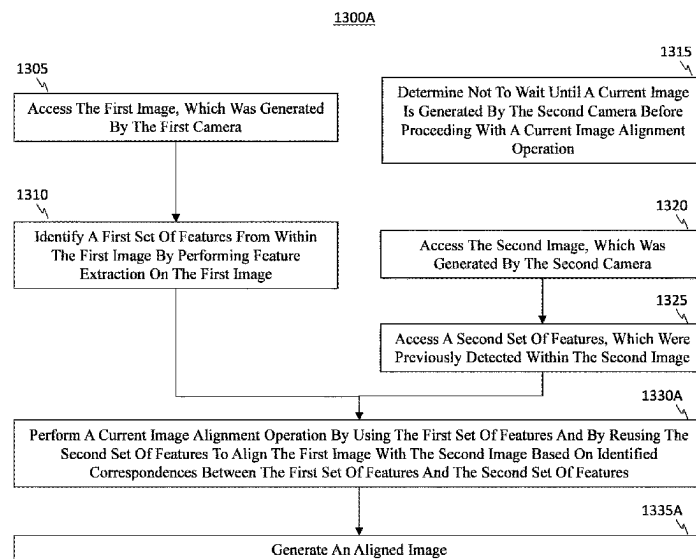 1300A
1305
Access The First Image, Which Was Generated
By The First Camera
1315
Determine Not To Wait Until A Current Image
Is Generated By The Second Camera Before
Proceeding With A Current Image Alignment
Operation
1310
Identify A First Set Of Features From Within
The First Image By Performing Feature
Extraction On The First Image
1320
Access The Second Image, Which Was
Generated By The Second Camera
1325
Access A Second Set Of Features, Which Were
Previously Detected Within The Second Image
1330A
Perform A Current Image Alignment Operation By Using The First Set Of Features And By Reusing The
Second Set Of Features To Align The First Image With The Second Image Based On Identified
Correspondences Between The First Set Of Features And The Second Set Of Features
1335A
Generate An Aligned Image